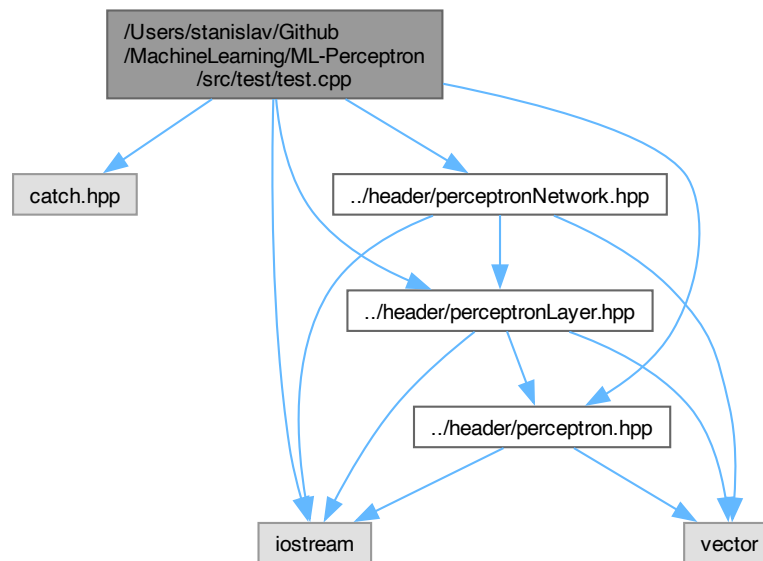 /Users/stanislav/Github
/MachineLearning/ML-Perceptron
/src/test/test.cpp
catch.hpp
../header/perceptronNetwork.hpp
../header/perceptronLayer.hpp
../header/perceptron.hpp
iostream
vector